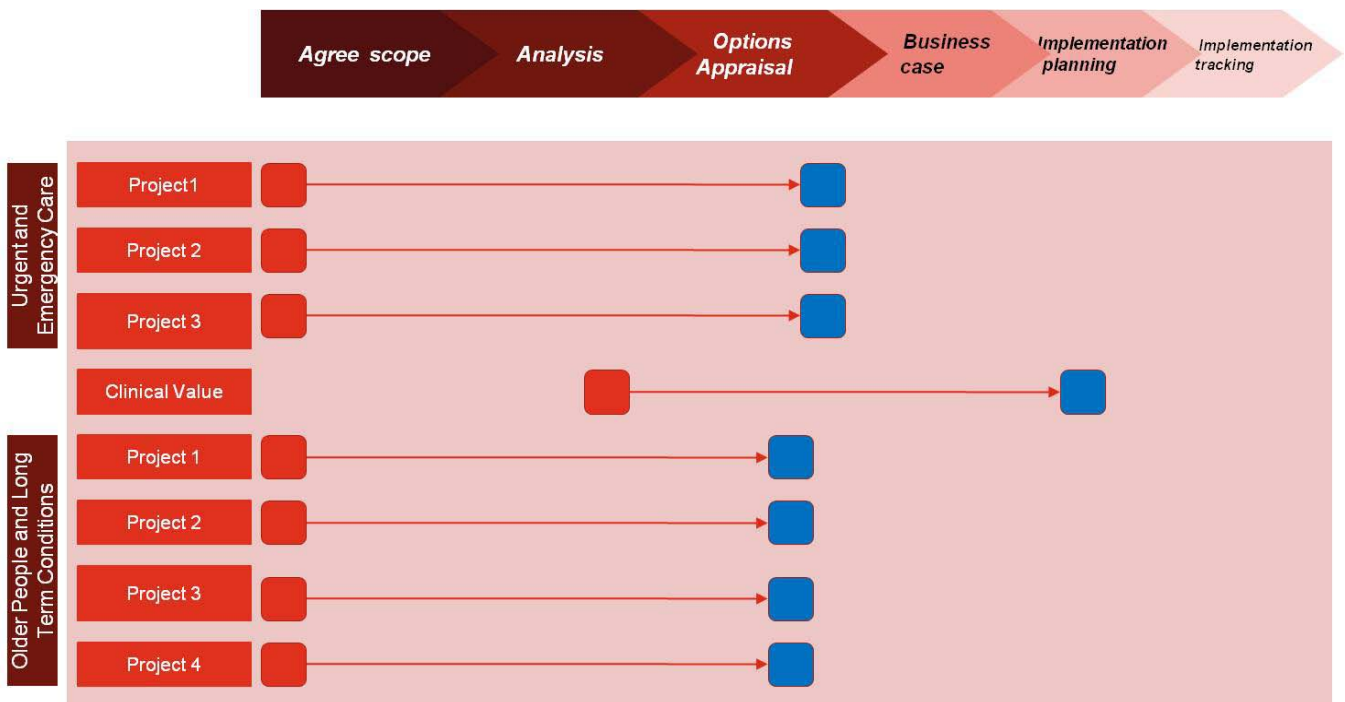 Agree scope
Analysis
Options
Appraisal
Business
case
Implementation
planning
Implementation
tracking
Urgent and
Emergency Care
Project1
Project 2
Project 3
Clinical Value
Older People and Long
Term Conditions
Project 1
Project 2
Project 3
Project 4